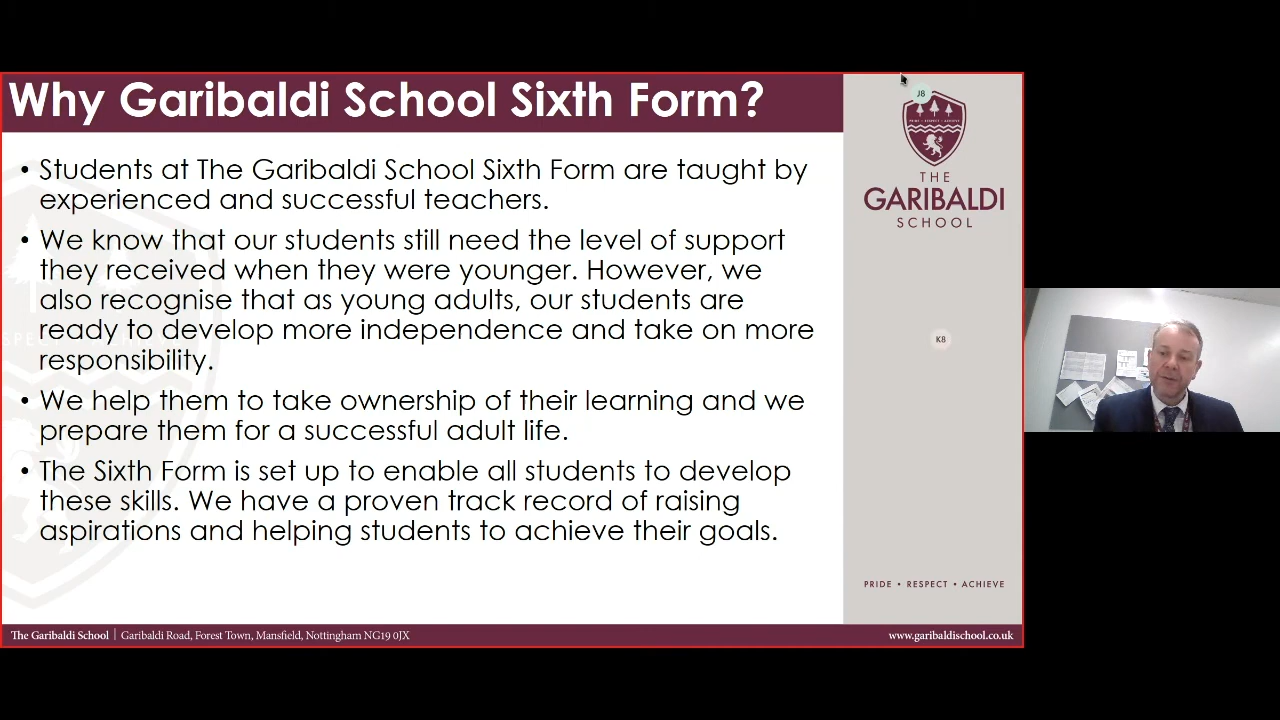 Why Garibaldi School Sixth Form?
• Students at The Garibaldi School Sixth Form are taught by
experienced and successful teachers.
• We know that our students still need the level of support
they received when they were younger. However, we
also recognise that as young adults, our students are
ready to develop more independence and take on more
responsibility.
• We help them to take ownership of their learning and we
prepare them for a successful adult life.
• The Sixth Form is set up to enable all students to develop
these skills. We have a proven track record of raising
aspirations and helping students to achieve their goals.
J8
PRIDE • RESPECT • ACHIEVE
THE
GARIBALDI
SCHOOL
K8
PRIDE • RESPECT • ACHIEVE
The Garibaldi School | Garibaldi Road, Forest Town, Mansfield, Nottingham NG19 0JX
www.garibaldischool.co.uk